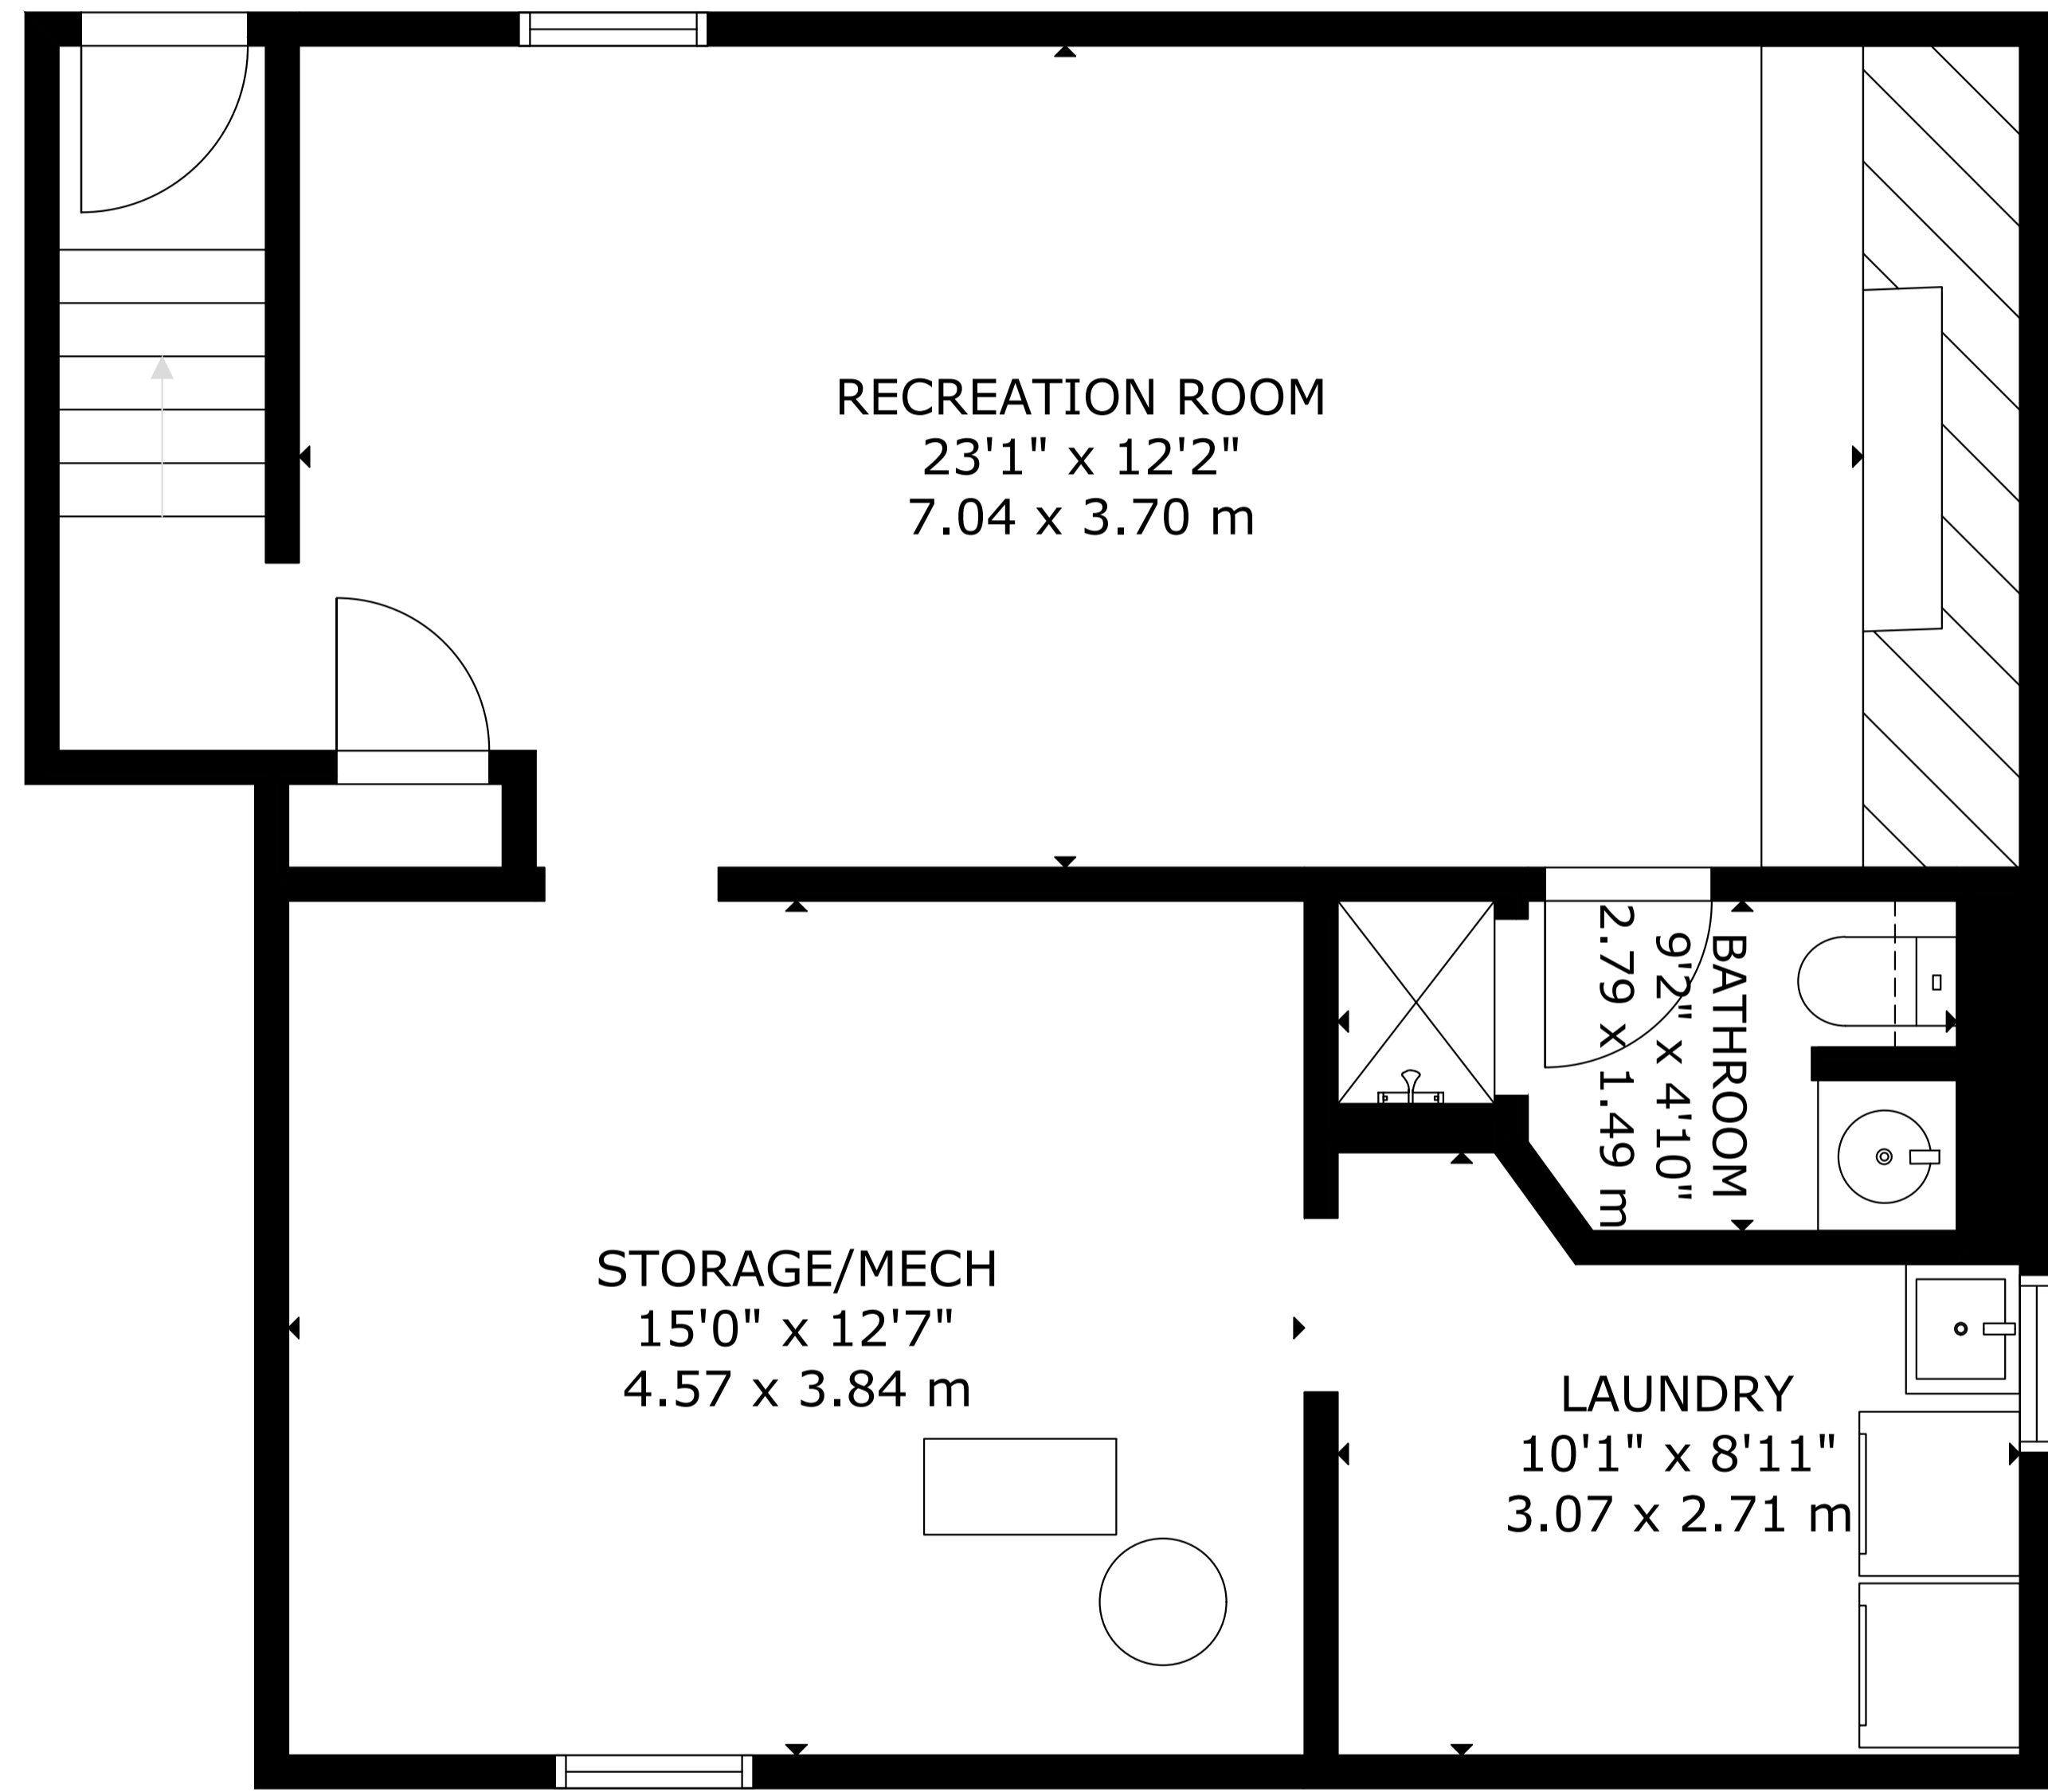 RECREATION ROOM
23'1" x 12'2"
7.04 x 3.70 m
BATHROOM
9'2" x 4'10"
2.79 x 1.49 m
STORAGE/MECH
15'0" x 12'7"
4.57 x 3.84 m
LAUNDRY
10'1" x 8'11"
3.07 x 2.71 m